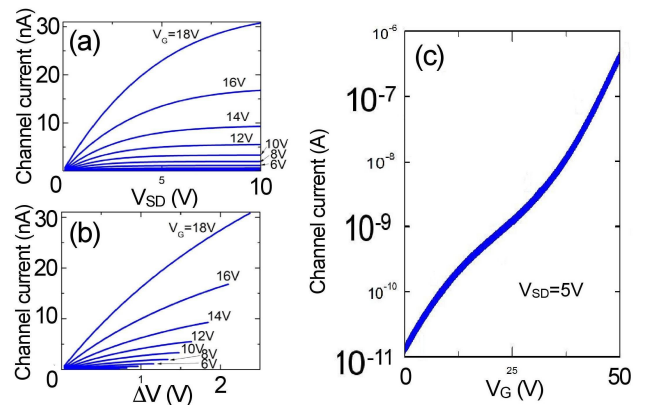 (a)
Channel current (nA)
30
20
10
0
V_G=18V
16V
14V
12V
10V
8V
6V
0
5
10
V_SD (V)
(b)
Channel current (nA)
30
20
10
0
V_G=18V
16V
14V
12V
10V
8V
6V
0
1
2
ΔV (V)
(c)
Channel current (A)
10^-6
10^-7
10^-8
10^-9
10^-10
10^-11
V_SD=5V
0
25
50
V_G (V)